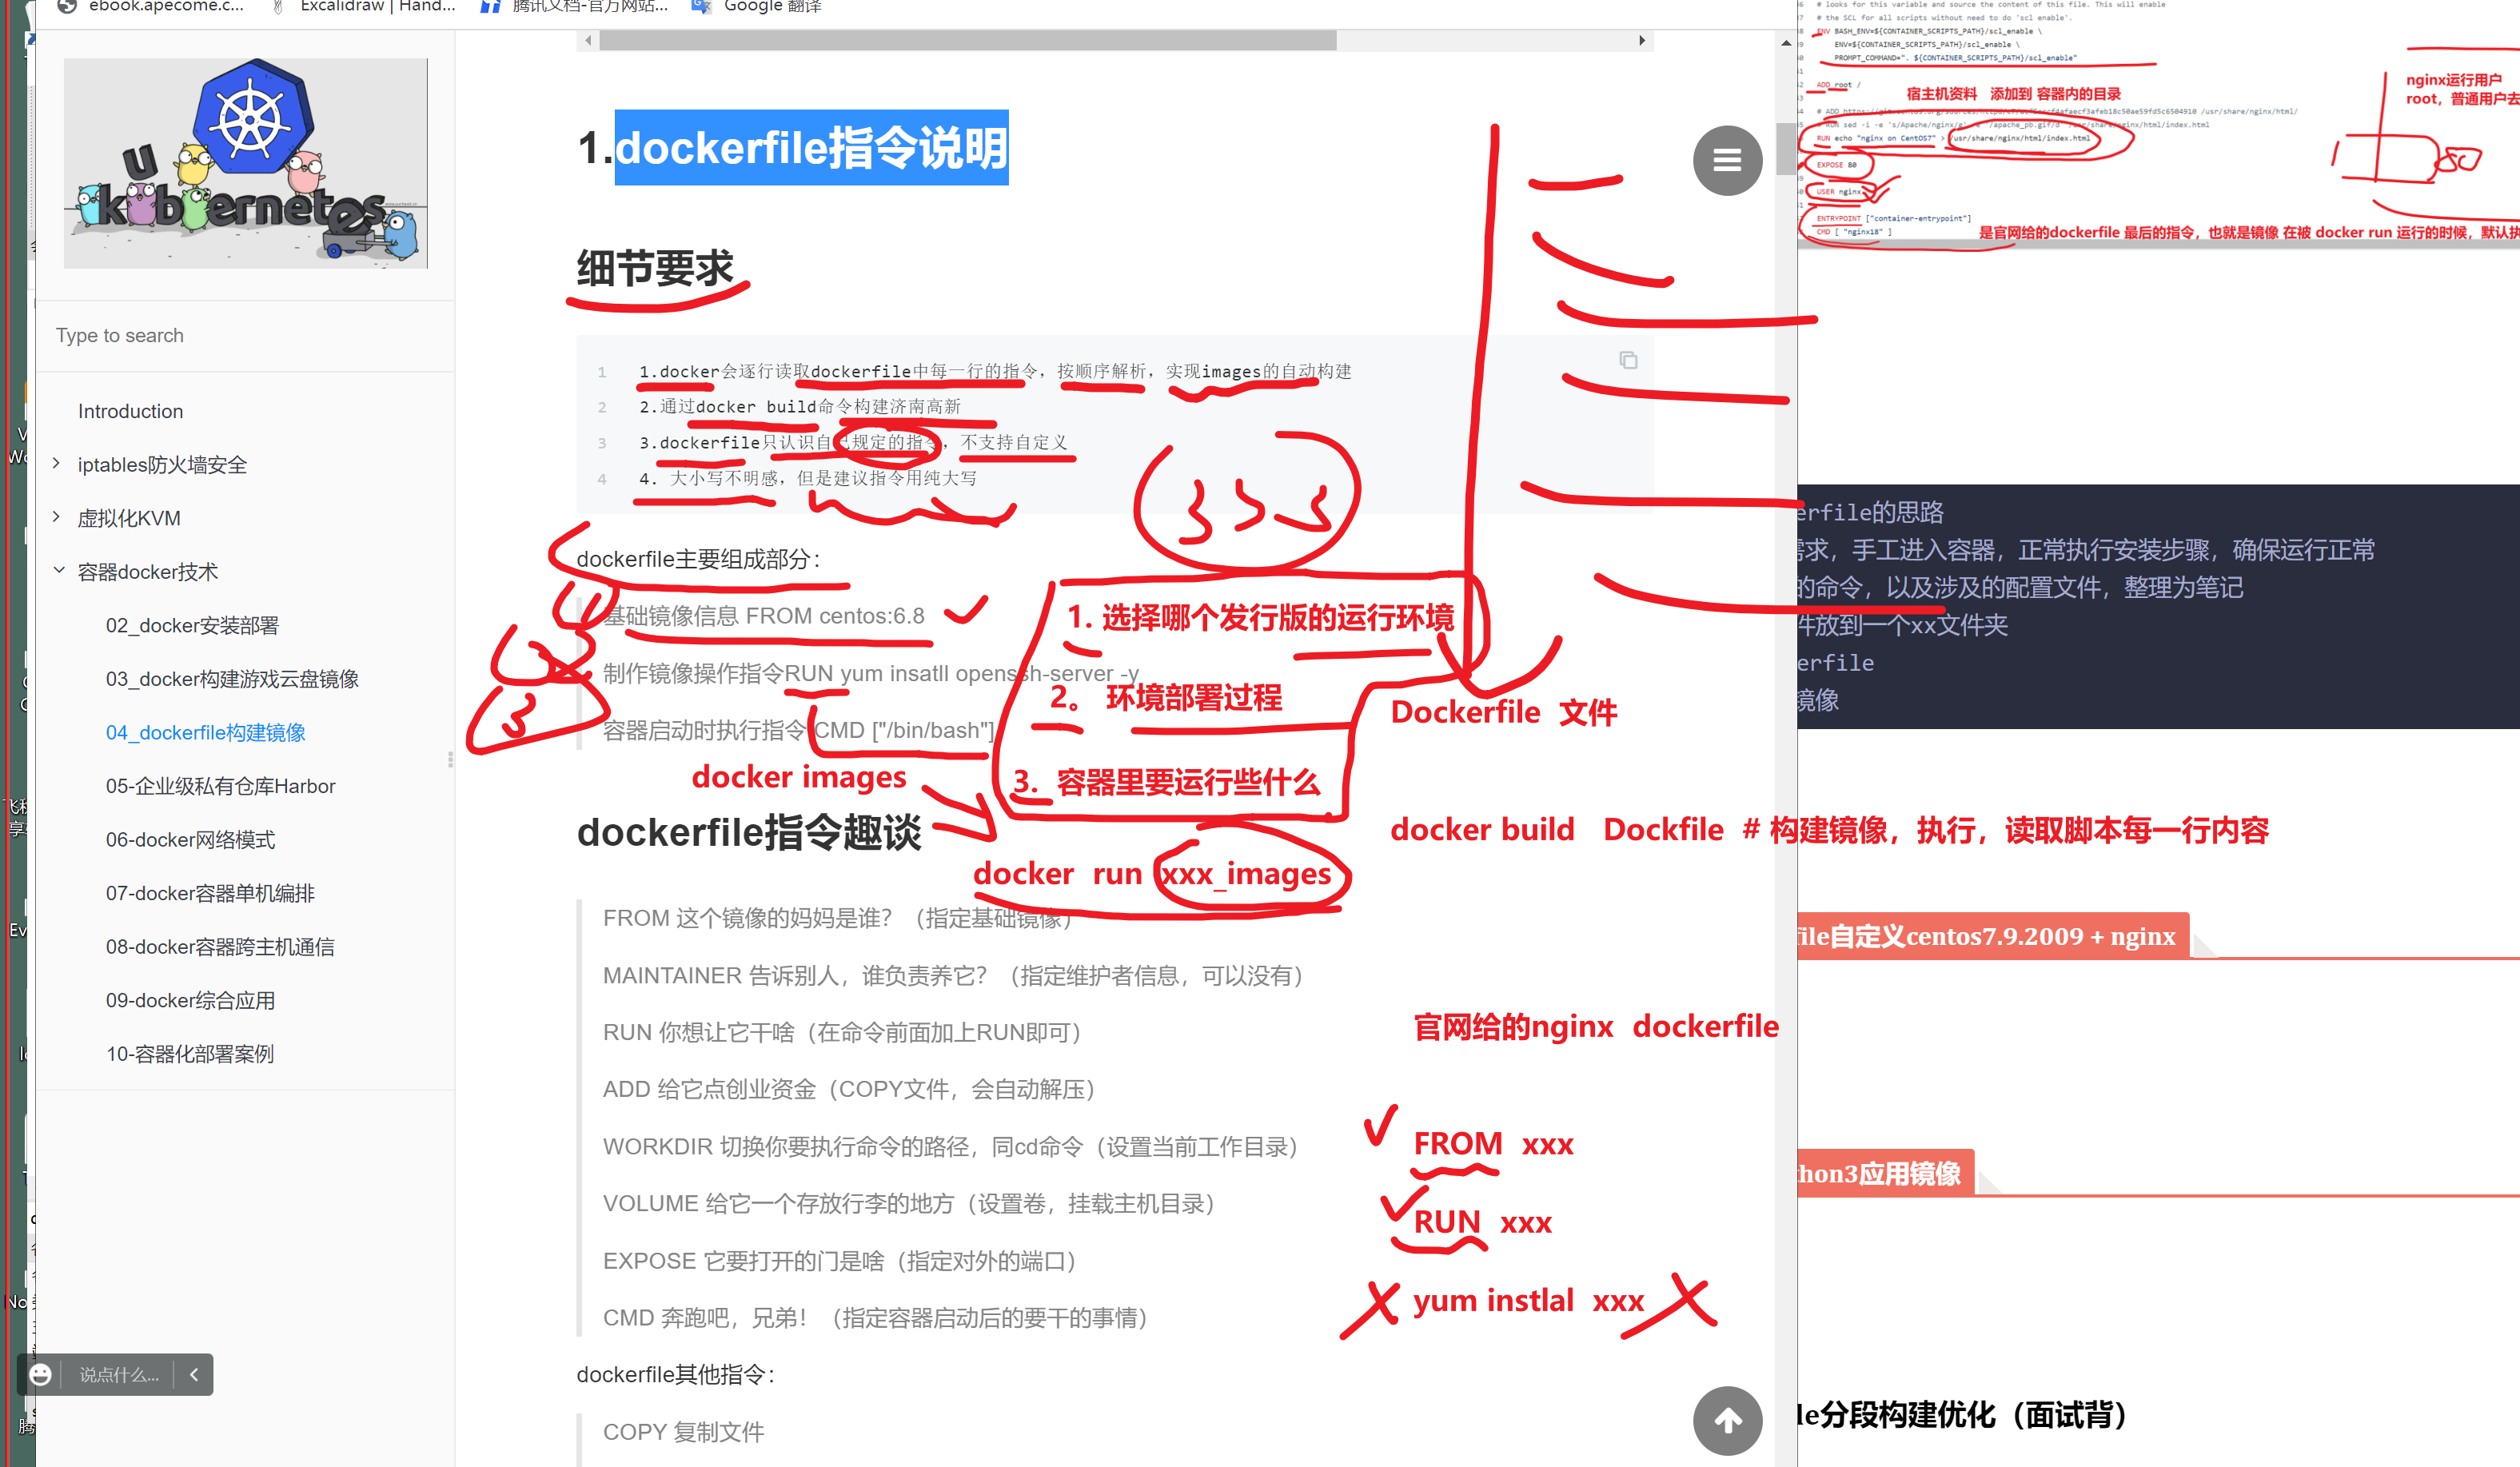 ebook.apecome.c...
Excalidraw | Hand...
腾讯文档-官方网站...
Google 翻译
kubernetes
Type to search
Introduction
iptables防火墙安全
虚拟化KVM
容器docker技术
02_docker安装部署
03_docker构建游戏云盘镜像
04_dockerfile构建镜像
05-企业级私有仓库Harbor
06-docker网络模式
07-docker容器单机编排
08-docker容器跨主机通信
09-docker综合应用
10-容器化部署案例
说点什么...
1.dockerfile指令说明
细节要求
1 1.docker会逐行读取dockerfile中每一行的指令，按顺序解析，实现images的自动构建
2 2.通过docker build命令构建济南高新
3 3.dockerfile只认识自己规定的指令，不支持自定义
4 4. 大小写不明感，但是建议指令用纯大写
dockerfile主要组成部分：
基础镜像信息 FROM centos:6.8
制作镜像操作指令RUN yum insatll openssh-server -y
容器启动时执行指令 CMD ["/bin/bash"]
1. 选择哪个发行版的运行环境
2。 环境部署过程
3. 容器里要运行些什么
Dockerfile 文件
docker images
docker run xxx_images
docker build Dockfile # 构建镜像，执行，读取脚本每一行内容
dockerfile指令趣谈
FROM 这个镜像的妈妈是谁？（指定基础镜像）
MAINTAINER 告诉别人，谁负责养它？（指定维护者信息，可以没有）
RUN 你想让它干啥（在命令前面加上RUN即可）
ADD 给它点创业资金（COPY文件，会自动解压）
WORKDIR 切换你要执行命令的路径，同cd命令（设置当前工作目录）
VOLUME 给它一个存放行李的地方（设置卷，挂载主机目录）
EXPOSE 它要打开的门是啥（指定对外的端口）
CMD 奔跑吧，兄弟！（指定容器启动后的要干的事情）
dockerfile其他指令：
COPY 复制文件
官网给的nginx dockerfile
FROM xxx
RUN xxx
yum instlal xxx
# looks for this variable and source the content of this file. This will enable
# the SCL for all scripts without need to do 'scl enable'.
ENV BASH_ENV=${CONTAINER_SCRIPTS_PATH}/scl_enable \
ENV=${CONTAINER_SCRIPTS_PATH}/scl_enable \
PROMPT_COMMAND=". ${CONTAINER_SCRIPTS_PATH}/scl_enable"
ADD root /
宿主机资料 添加到 容器内的目录
RUN echo "nginx on CentOS7" > /usr/share/nginx/html/index.html
EXPOSE 80
USER nginx
ENTRYPOINT ["container-entrypoint"]
CMD [ "nginx18" ]
是官网给的dockerfile 最后的指令，也就是镜像 在被 docker run 运行的时候，默认执
nginx运行用户
root，普通用户去
80
erfile的思路
需求，手工进入容器，正常执行安装步骤，确保运行正常
的命令，以及涉及的配置文件，整理为笔记
件放到一个xx文件夹
erfile
镜像
file自定义centos7.9.2009 + nginx
thon3应用镜像
le分段构建优化（面试背）